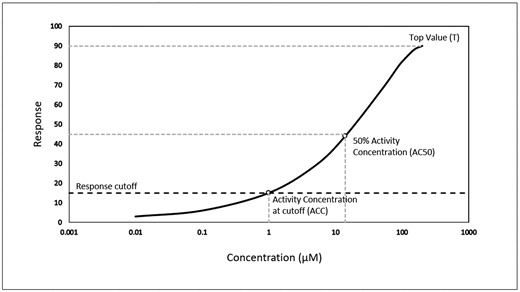 100
Top Value (T)
90
80
70
60
50
50% Activity
Concentration (AC50)
40
30
20
Response cutoff
Activity Concentration
at cutoff (ACC)
10
0
0.001
0.01
0.1
1
10
100
1000
Response
Concentration (µM)